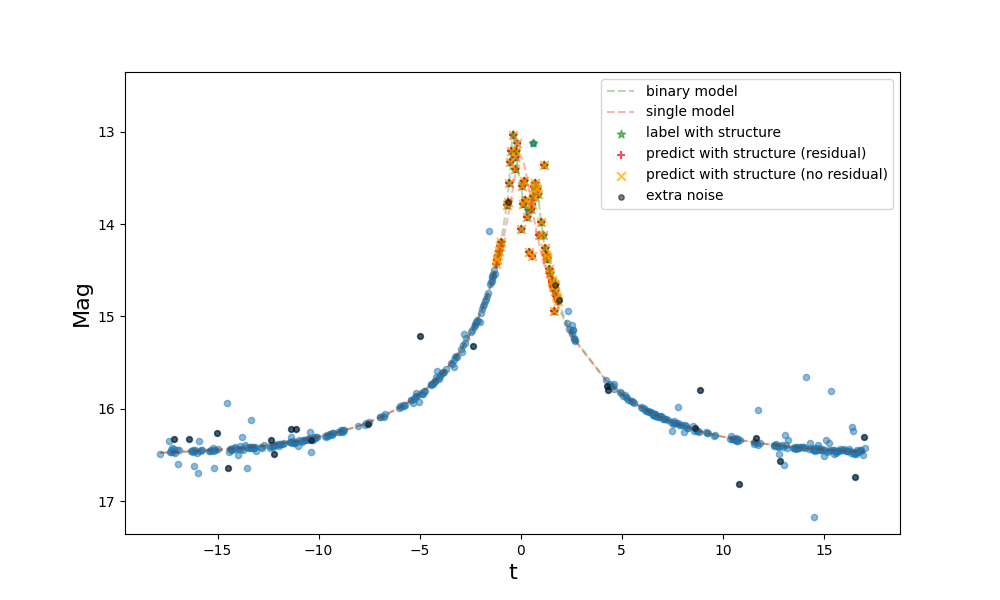 binary model
single model
label with structure
predict with structure (residual)
predict with structure (no residual)
extra noise
13
14
15
16
17
Mag
−15
−10
−5
0
5
10
15
t